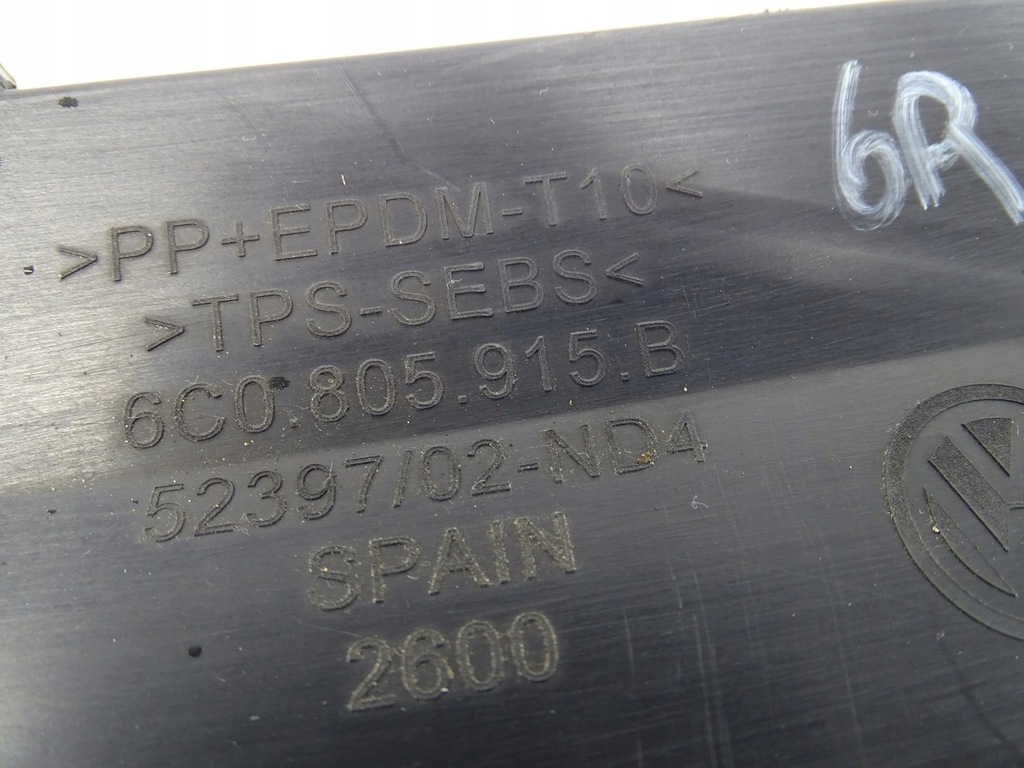 6R
>PP+EPDM-T10<
>TPS-SEBS<
6C0.805.915.B
52397/02-ND4
SPAIN
2600